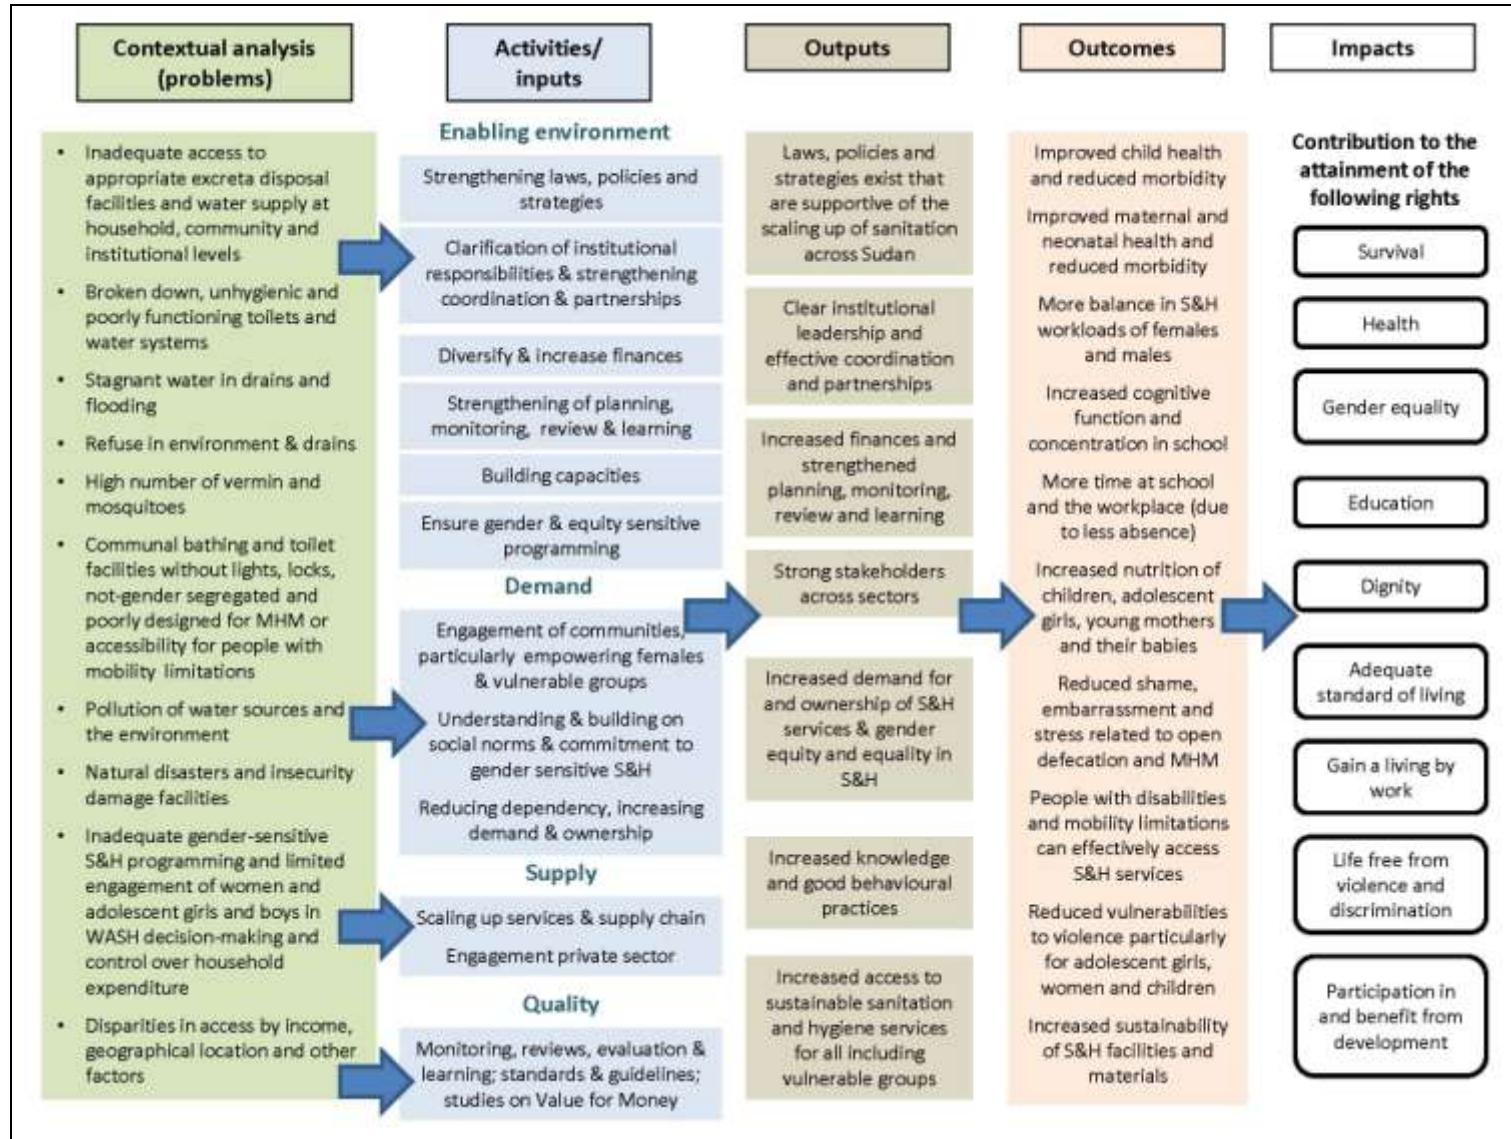 Contextual analysis
(problems)
Activities/
inputs
Outputs
Outcomes
Impacts
• Inadequate access to
appropriate excreta disposal
facilities and water supply at
household, community and
institutional levels
• Broken down, unhygienic and
poorly functioning toilets and
water systems
• Stagnant water in drains and
flooding
• Refuse in environment & drains
• High number of vermin and
mosquitoes
• Communal bathing and toilet
facilities without lights, locks,
not-gender segregated and
poorly designed for MHM or
accessibility for people with
mobility limitations
• Pollution of water sources and
the environment
• Natural disasters and insecurity
damage facilities
• Inadequate gender-sensitive
S&H programming and limited
engagement of women and
adolescent girls and boys in
WASH decision-making and
control over household
expenditure
• Disparities in access by income,
geographical location and other
factors
Enabling environment
Strengthening laws, policies and
strategies
Clarification of institutional
responsibilities & strengthening
coordination & partnerships
Diversify & increase finances
Strengthening of planning,
monitoring, review & learning
Building capacities
Ensure gender & equity sensitive
programming
Demand
Engagement of communities,
particularly empowering females
& vulnerable groups
Understanding & building on
social norms & commitment to
gender sensitive S&H
Reducing dependency, increasing
demand & ownership
Supply
Scaling up services & supply chain
Engagement private sector
Quality
Monitoring, reviews, evaluation &
learning; standards & guidelines;
studies on Value for Money
Laws, policies and
strategies exist that
are supportive of the
scaling up of sanitation
across Sudan
Clear institutional
leadership and
effective coordination
and partnerships
Increased finances and
strengthened
planning, monitoring,
review and learning
Strong stakeholders
across sectors
Increased demand for
and ownership of S&H
services & gender
equity and equality in
S&H
Increased knowledge
and good behavioural
practices
Increased access to
sustainable sanitation
and hygiene services
for all including
vulnerable groups
Improved child health
and reduced morbidity
Improved maternal and
neonatal health and
reduced morbidity
More balance in S&H
workloads of females
and males
Increased cognitive
function and
concentration in school
More time at school
and the workplace (due
to less absence)
Increased nutrition of
children, adolescent
girls, young mothers
and their babies
Reduced shame,
embarrassment and
stress related to open
defecation and MHM
People with disabilities
and mobility limitations
can effectively access
S&H services
Reduced vulnerabilities
to violence particularly
for adolescent girls,
women and children
Increased sustainability
of S&H facilities and
materials
Contribution to the
attainment of the
following rights
Survival
Health
Gender equality
Education
Dignity
Adequate
standard of living
Gain a living by
work
Life free from
violence and
discrimination
Participation in
and benefit from
development